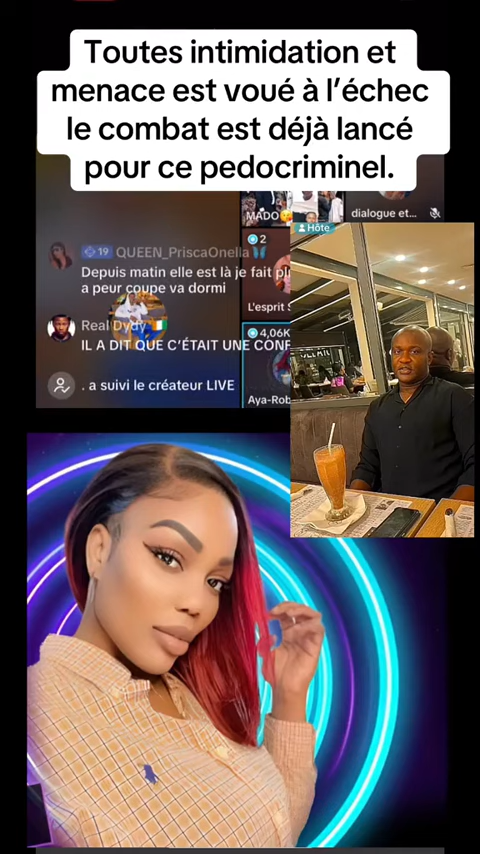 Toutes intimidation et
menace est voué à l’échec
le combat est déjà lancé
pour ce pedocriminel.
MADO
dialogue et...
Hôte
2
19 QUEEN_PriscaOnella
Depuis matin elle est là je fait
a peur coupe va dormi
L'esprit
Real Dydy
4,06K
IL A DIT QUE C’ÉTAIT UNE
. a suivi le créateur LIVE
Aya-Rob